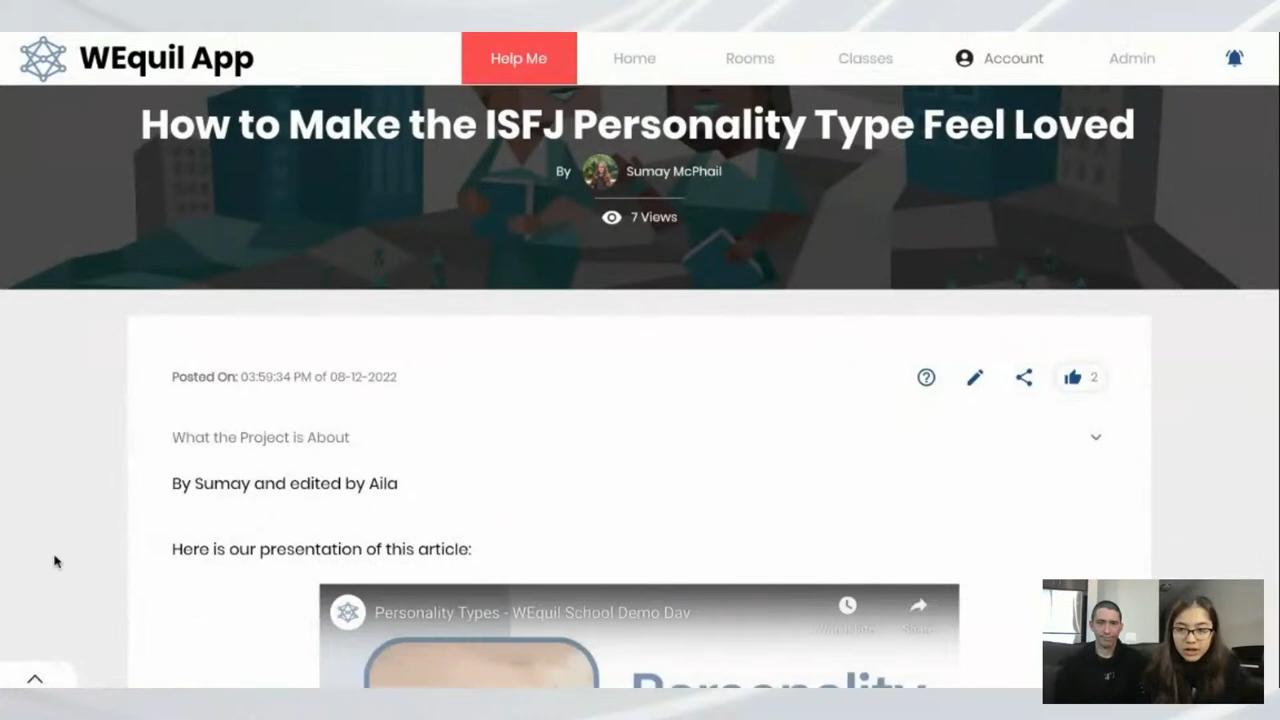 WEquil App
Help Me
Home
Rooms
Classes
Account
Admin
How to Make the ISFJ Personality Type Feel Loved
By Sumay McPhail
7 Views
Posted On: 03:59:34 PM of 08-12-2022
2
What the Project is About
By Sumay and edited by Aila
Here is our presentation of this article:
Personality Types - WEquil School Demo Day
Personality